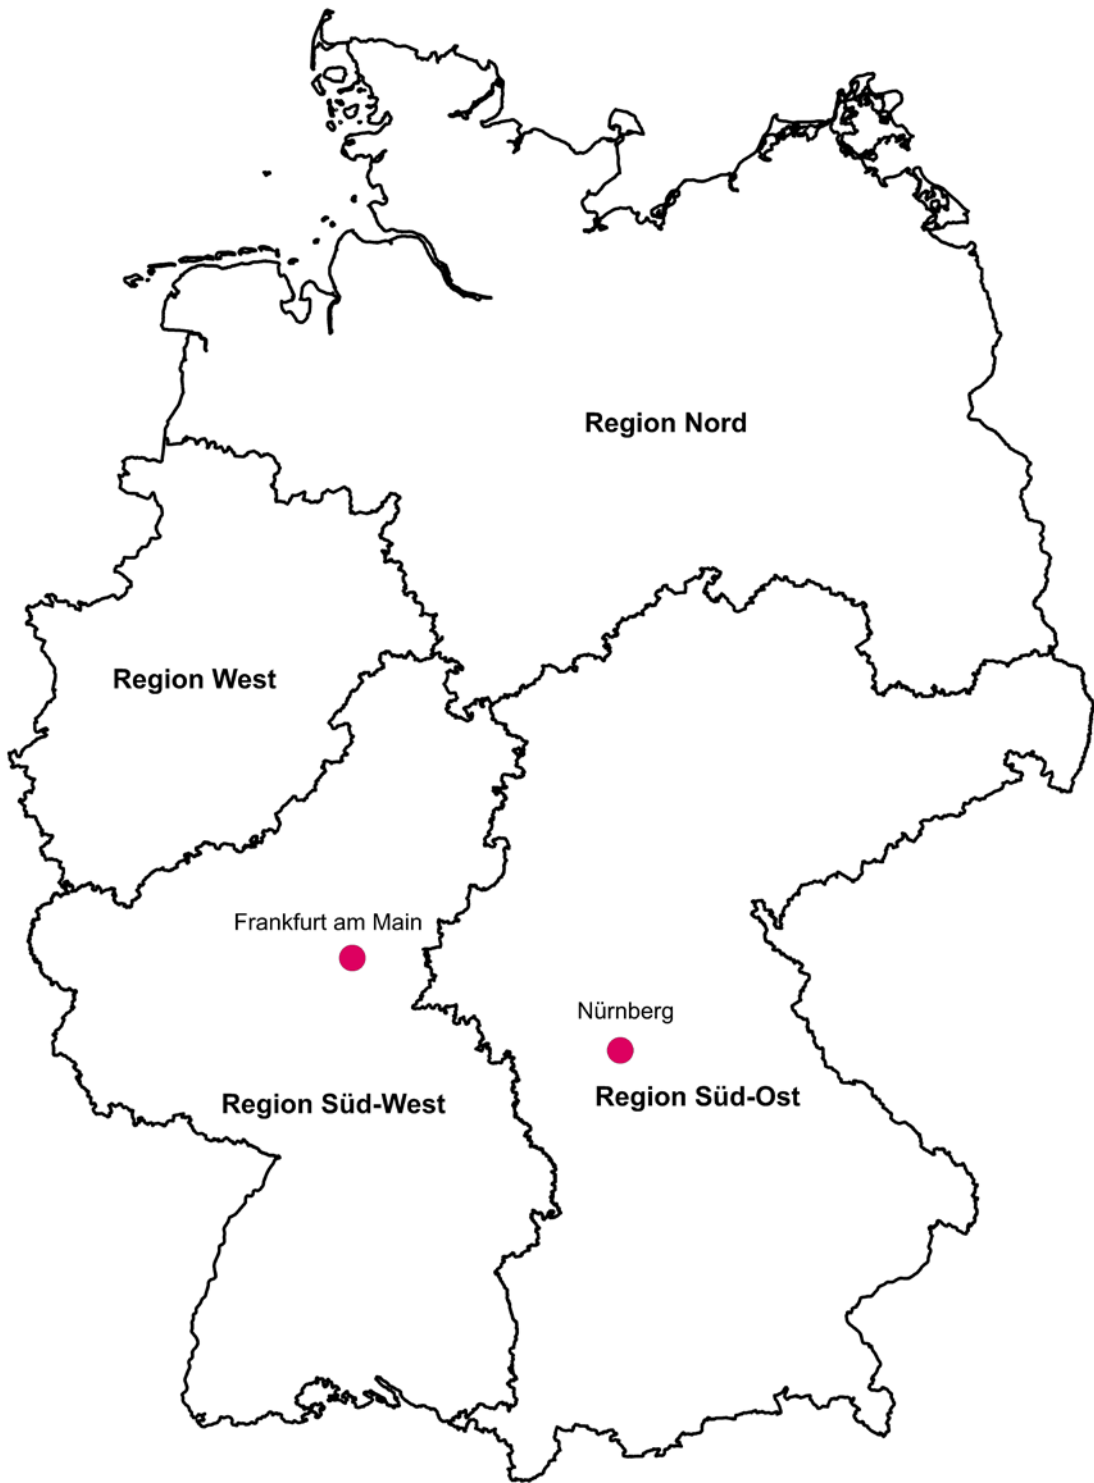 Region Nord
Region West
Frankfurt am Main
Nürnberg
Region Süd-Ost
Region Süd-West